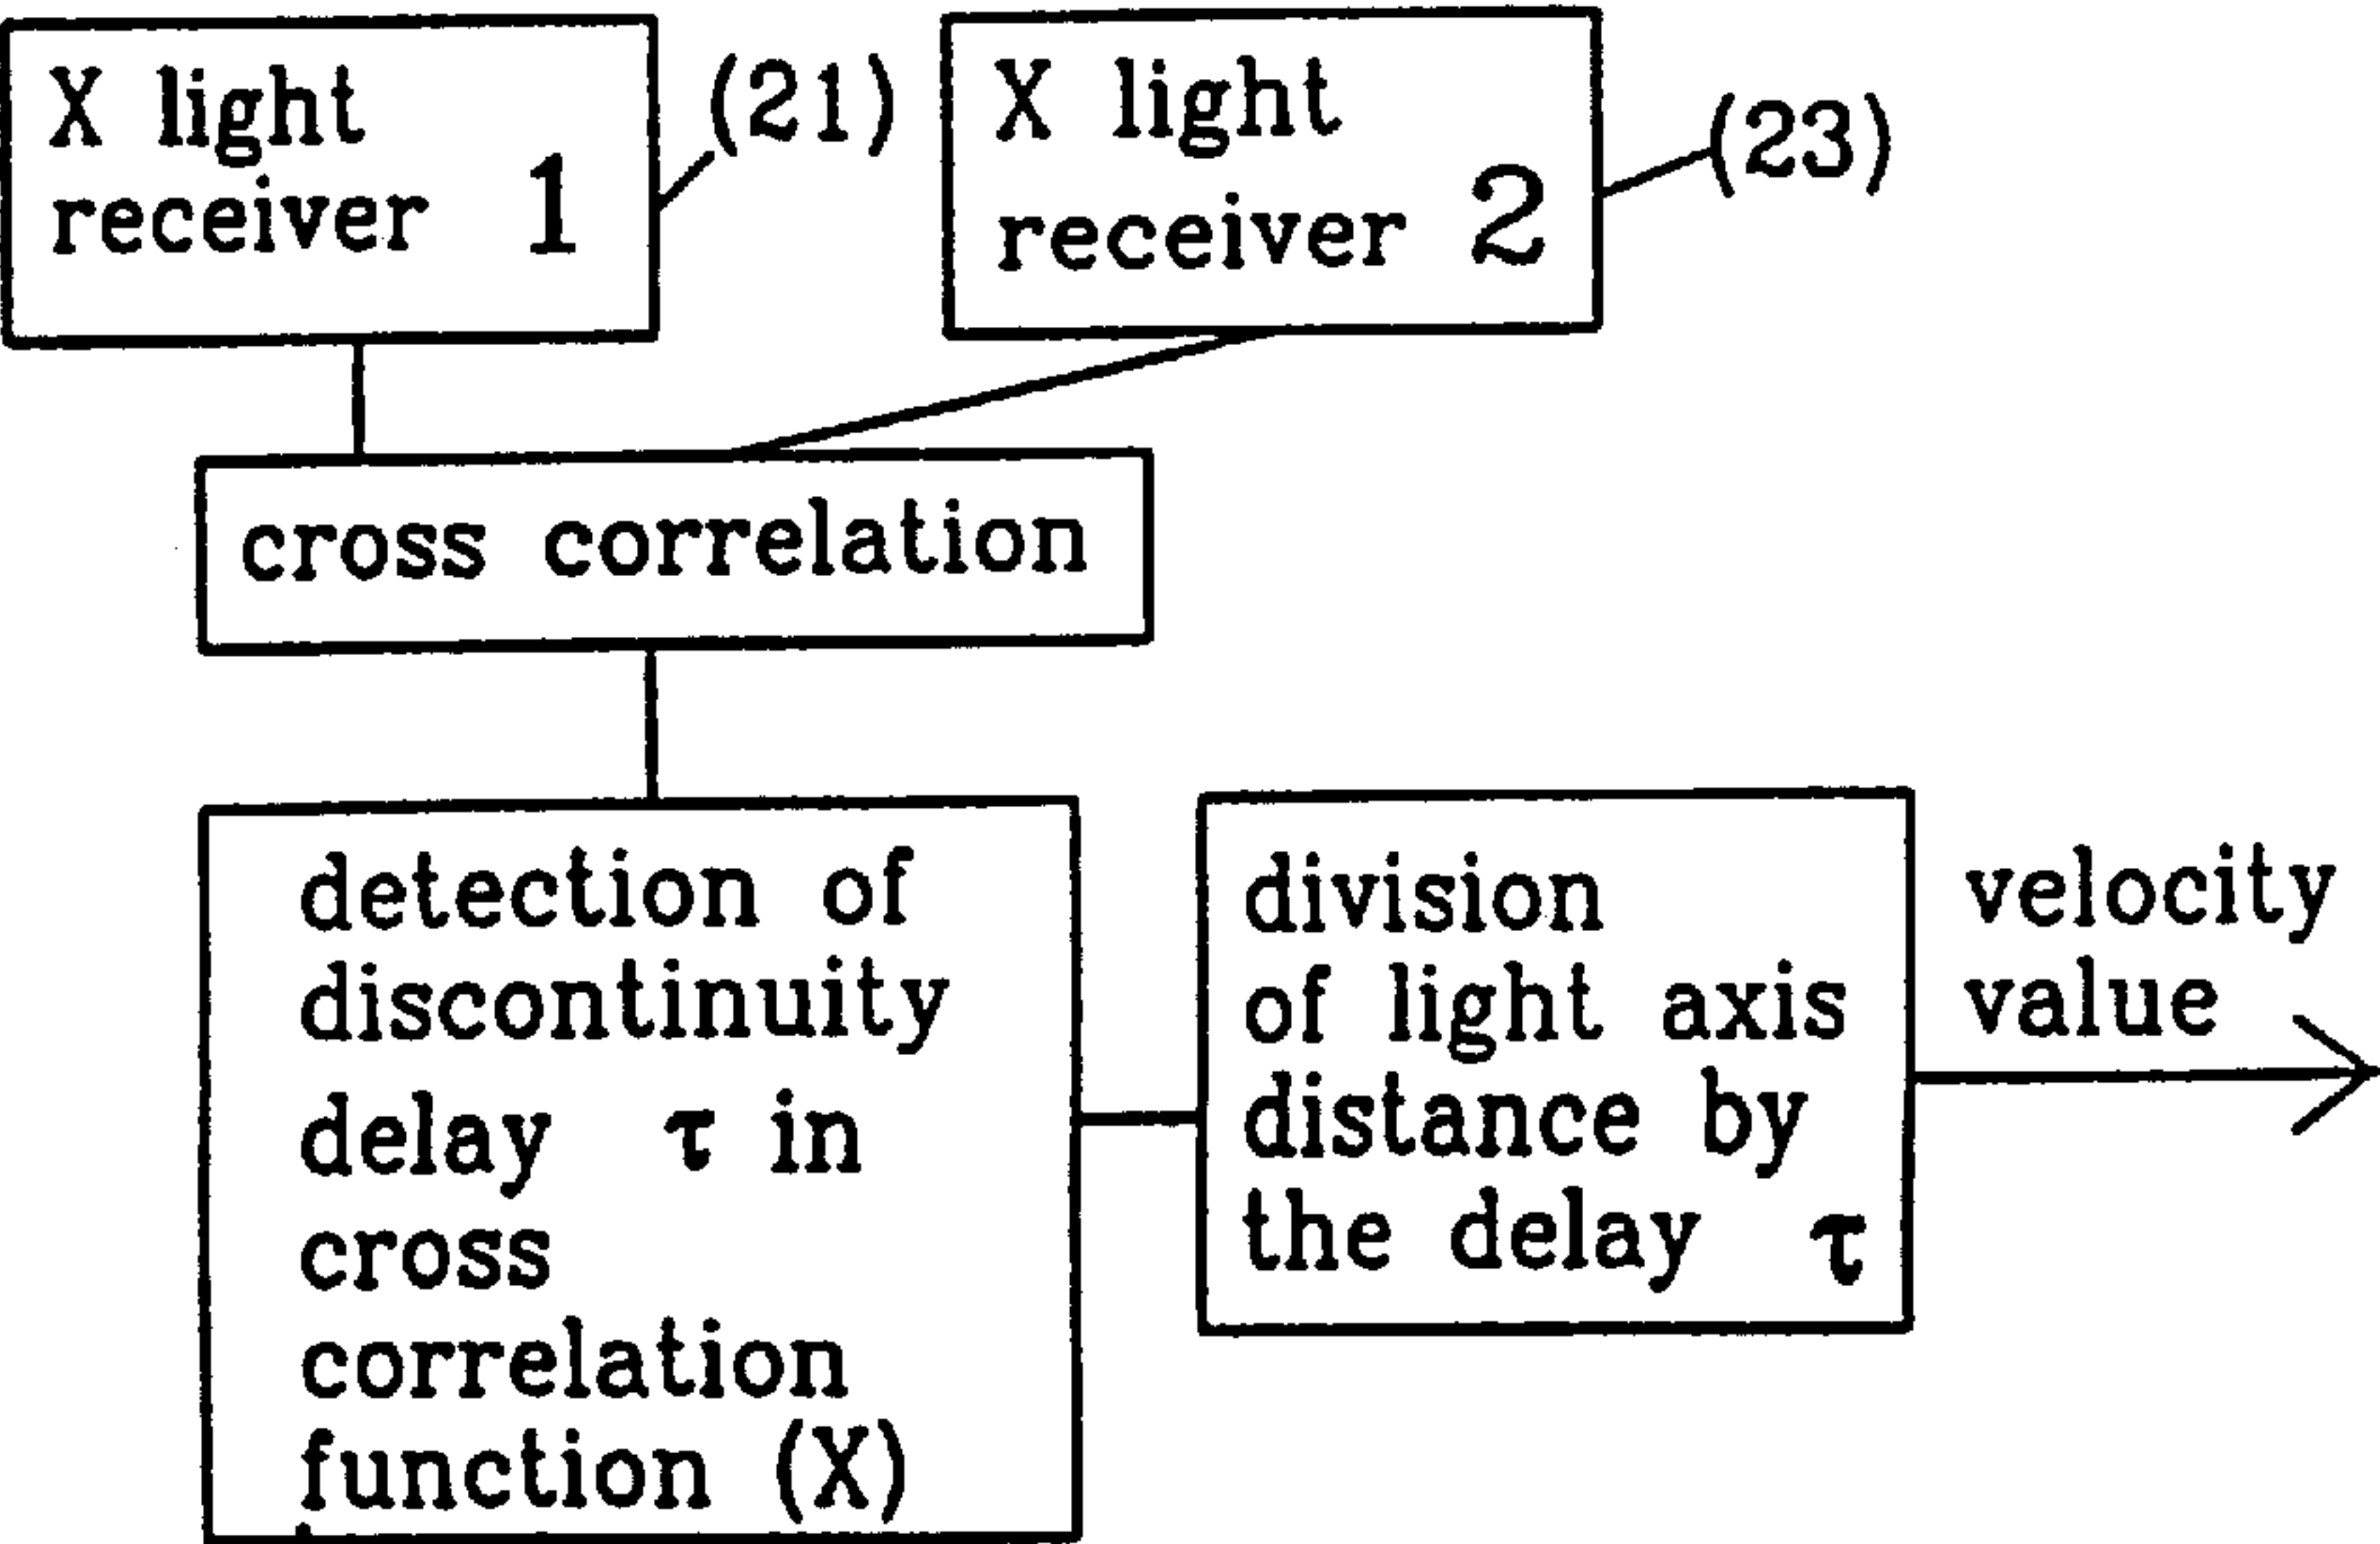 X light
receiver 1
(21)
X light
receiver 2
(23)
cross correlation
detection of
discontinuity
delay τ in
cross
correlation
function (X)
division
of light axis
distance by
the delay τ
velocity
value